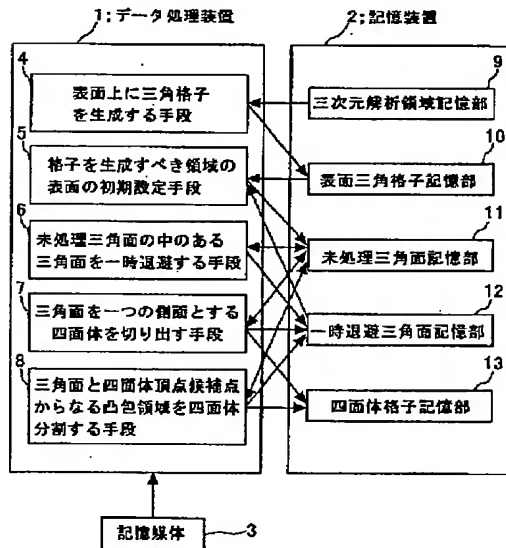 1;データ処理装置
2;記憶装置
4
表面上に三角格子
を生成する手段
5
格子を生成すべき領域の
表面の初期設定手段
6
未処理三角面の中のある
三角面を一時退避する手段
7
三角面を一つの側面とする
四面体を切り出す手段
8
三角面と四面体頂点候補点
からなる凸包領域を四面体
分割する手段
9
三次元解析領域記憶部
10
表面三角格子記憶部
11
未処理三角面記憶部
12
一時退避三角面記憶部
13
四面体格子記憶部
記憶媒体
3